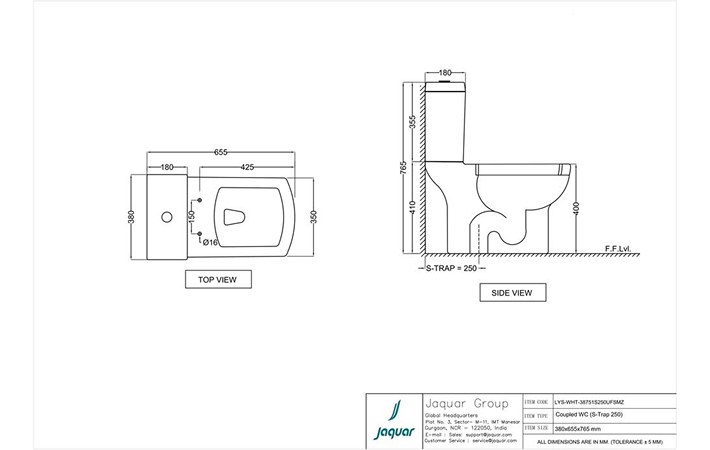 180
355
765
410
400
S-TRAP = 250
F.F.Lvl.
SIDE VIEW
655
180
425
380
150
350
Ø16
TOP VIEW
Jaquar
Jaquar Group
Global Headquarters
Plot No. 3, Sector- M-11, IMT Manesar
Gurgaon, NCR - 122050, India
E-Mail : Sales: support@jaquar.com
Customer Service : service@jaquar.com
ITEM CODE LYS-WHT-38751S250UFSMZ
ITEM TYPE Coupled WC (S-Trap 250)
ITEM SIZE 380x655x765 mm
ALL DIMENSIONS ARE IN MM. (TOLERANCE ± 5 MM)